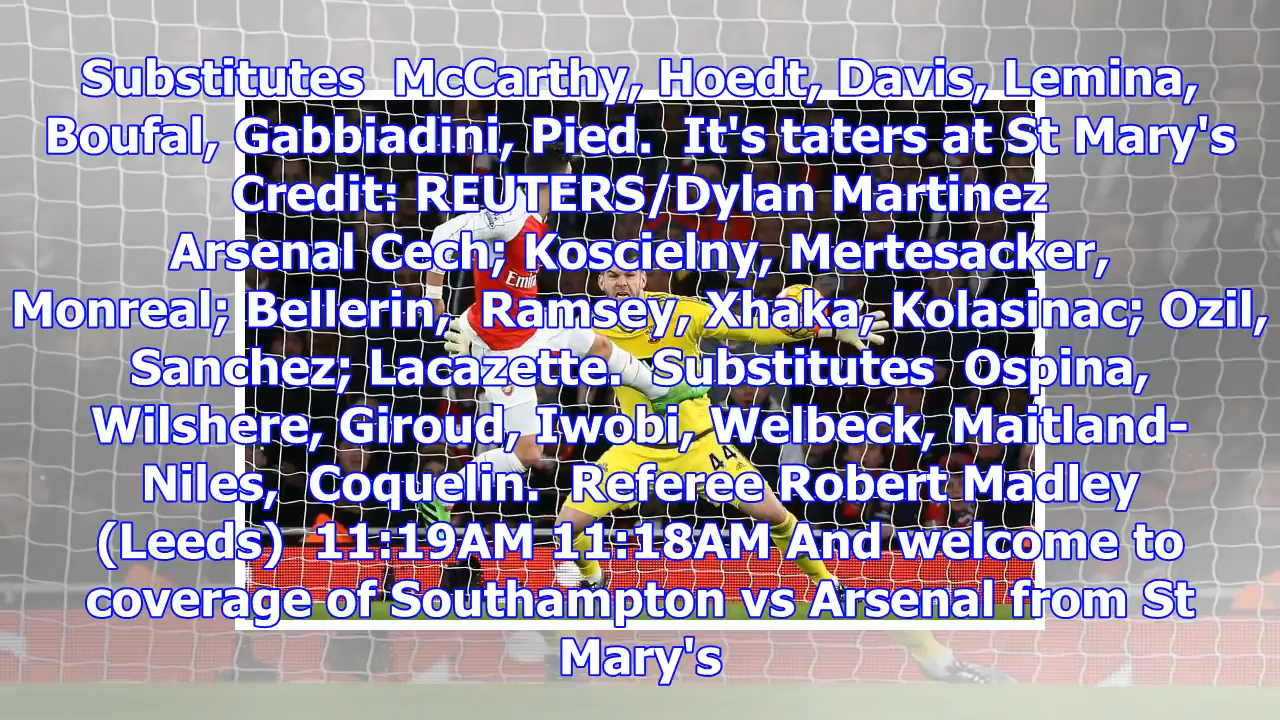 Substitutes  McCarthy, Hoedt, Davis, Lemina,
Boufal, Gabbiadini, Pied.  It's taters at St Mary's
Credit: REUTERS/Dylan Martinez
Arsenal Cech; Koscielny, Mertesacker,
Monreal; Bellerin,  Ramsey, Xhaka, Kolasinac; Ozil,
Sanchez; Lacazette.  Substitutes  Ospina,
Wilshere, Giroud, Iwobi, Welbeck, Maitland-
Niles,  Coquelin.  Referee Robert Madley
(Leeds)  11:19AM 11:18AM And welcome to
coverage of Southampton vs Arsenal from St
Mary's
44